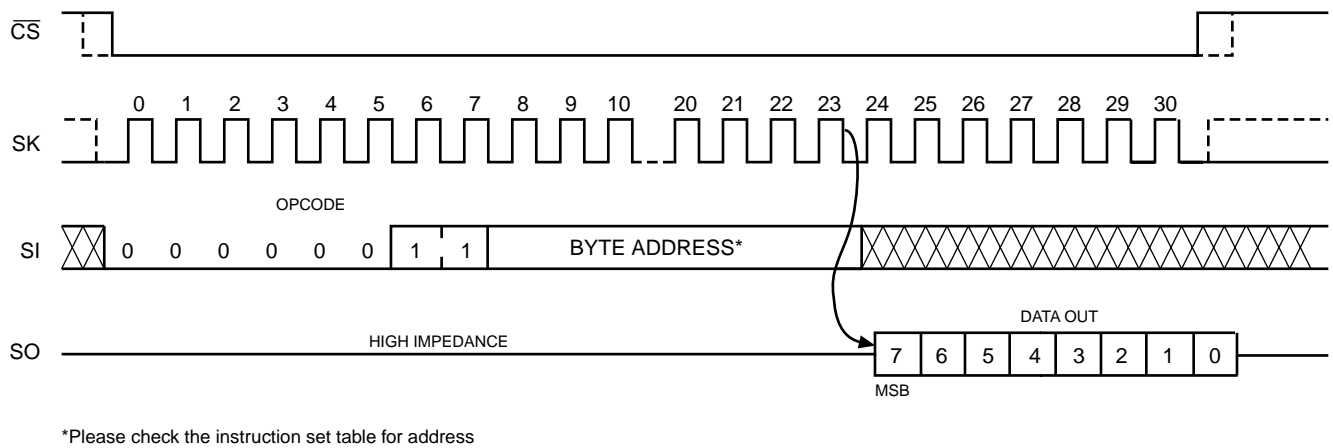 CS
0 1 2 3 4 5 6 7 8 9 10 20 21 22 23 24 25 26 27 28 29 30
SK
OPCODE
SI 0 0 0 0 0 0 1 1 BYTE ADDRESS*
DATA OUT
SO HIGH IMPEDANCE 7 6 5 4 3 2 1 0
MSB
*Please check the instruction set table for address